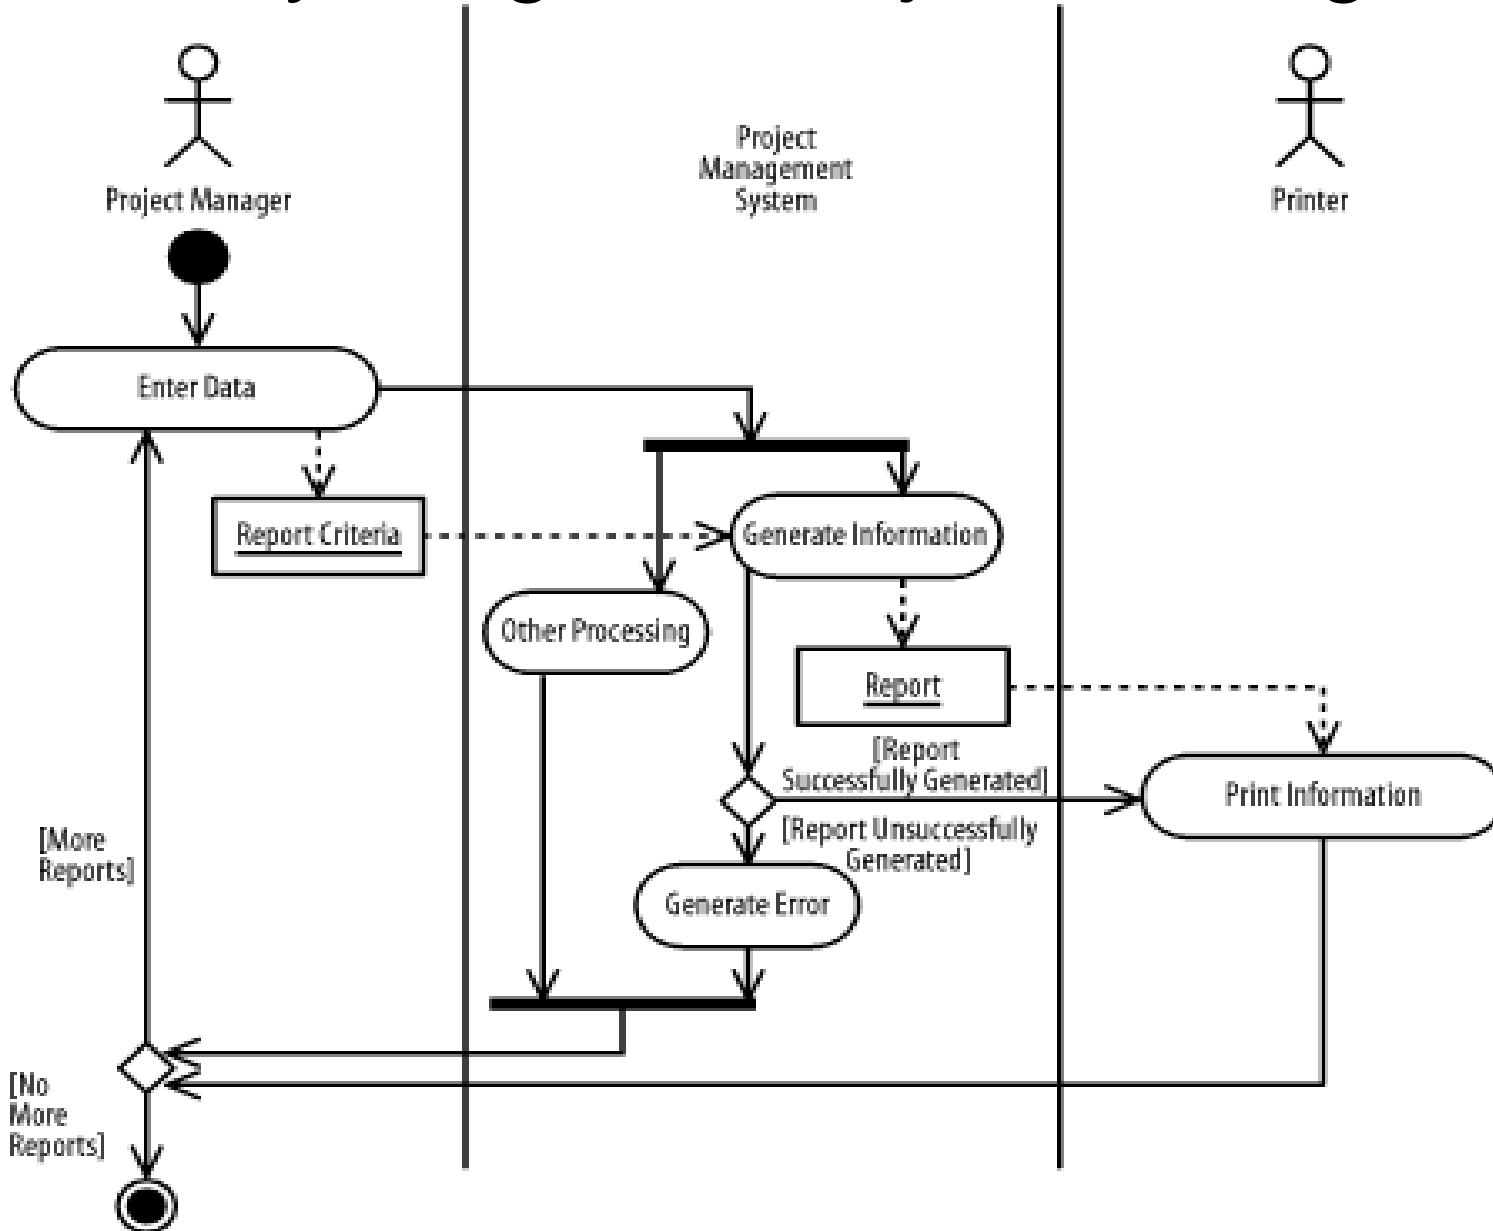 Project Manager
Project
Management
System
Printer
Enter Data
Report Criteria
Generate Information
Other Processing
Report
[Report
Successfully Generated]
Print Information
[Report Unsuccessfully
Generated]
[More
Reports]
Generate Error
[No
More
Reports]